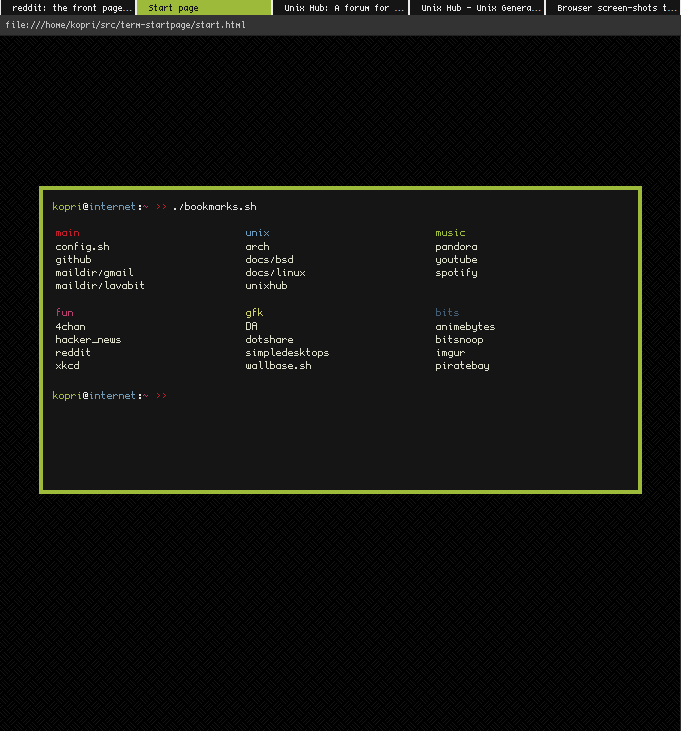 reddit: the front page... Start page Unix Hub: A forum for ... Unix Hub - Unix Genera... Browser screen-shots t...
file:///home/kopri/src/term-startpage/start.html
kopri@internet:~ >> ./bookmarks.sh
main unix music
config.sh arch pandora
github docs/bsd youtube
maildir/gmail docs/linux spotify
maildir/lavabit unixhub
fun gfk bits
4chan DA animebytes
hacker_news dotshare bitsnoop
reddit simpledesktops imgur
xkcd wallbase.sh piratebay
kopri@internet:~ >>